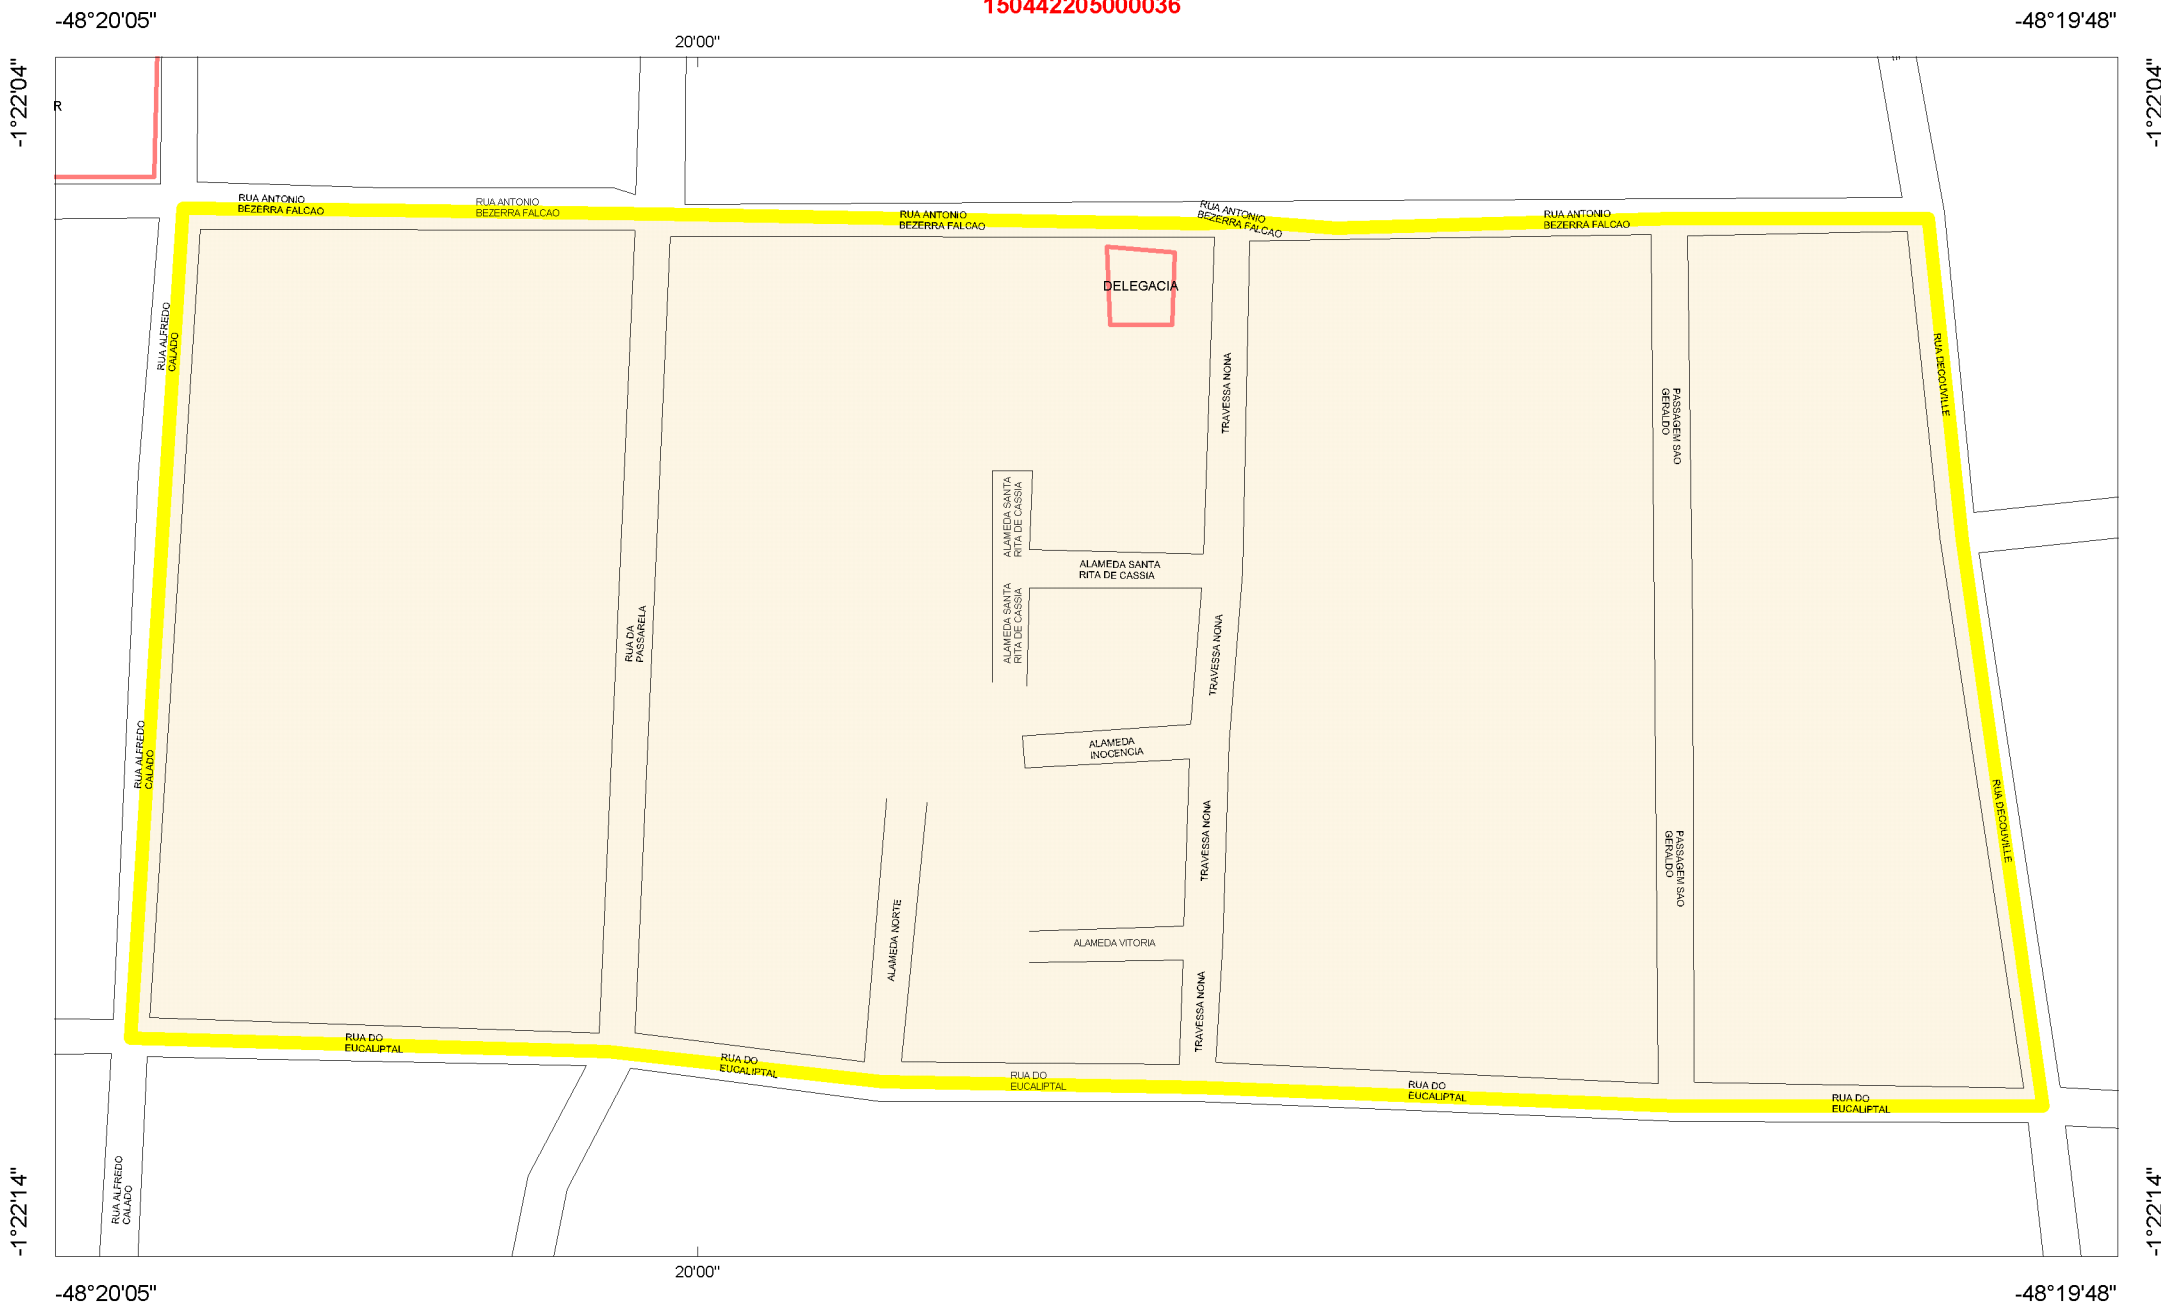 150442205000036
-48°20'05"
-48°19'48"
20'00"
-1°22'04"
-1°22'04"
R
RUA ANTONIO
BEZERRA FALCAO
RUA ANTONIO
BEZERRA FALCAO
RUA ANTONIO
BEZERRA FALCAO
RUA ANTONIO
BEZERRA FALCAO
RUA ANTONIO
BEZERRA FALCAO
DELEGACIA
RUA ALFREDO
CALADO
TRAVESSA NONA
PASSAGEM SAO
GERALDO
RUA DECOUVILLE
ALAMEDA SANTA
RITA DE CASSIA
ALAMEDA SANTA
RITA DE CASSIA
ALAMEDA SANTA
RITA DE CASSIA
RUA DA
PASSARELA
TRAVESSA NONA
RUA ALFREDO
CALADO
ALAMEDA
INOCENCIA
TRAVESSA NONA
PASSAGEM SAO
GERALDO
RUA DECOUVILLE
ALAMEDA NORTE
ALAMEDA VITORIA
TRAVESSA NONA
RUA DO
EUCALIPTAL
RUA DO
EUCALIPTAL
RUA DO
EUCALIPTAL
RUA DO
EUCALIPTAL
RUA DO
EUCALIPTAL
RUA ALFREDO
CALADO
-1°22'14"
-1°22'14"
20'00"
-48°20'05"
-48°19'48"